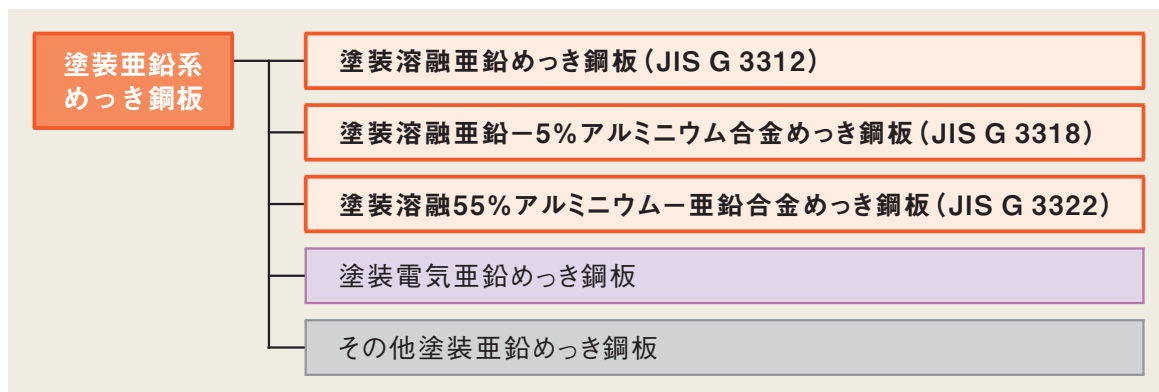 塗装亜鉛系
めっき鋼板
塗装溶融亜鉛めっき鋼板（JIS G 3312）
塗装溶融亜鉛ー5%アルミニウム合金めっき鋼板（JIS G 3318）
塗装溶融55%アルミニウムー亜鉛合金めっき鋼板（JIS G 3322）
塗装電気亜鉛めっき鋼板
その他塗装亜鉛めっき鋼板